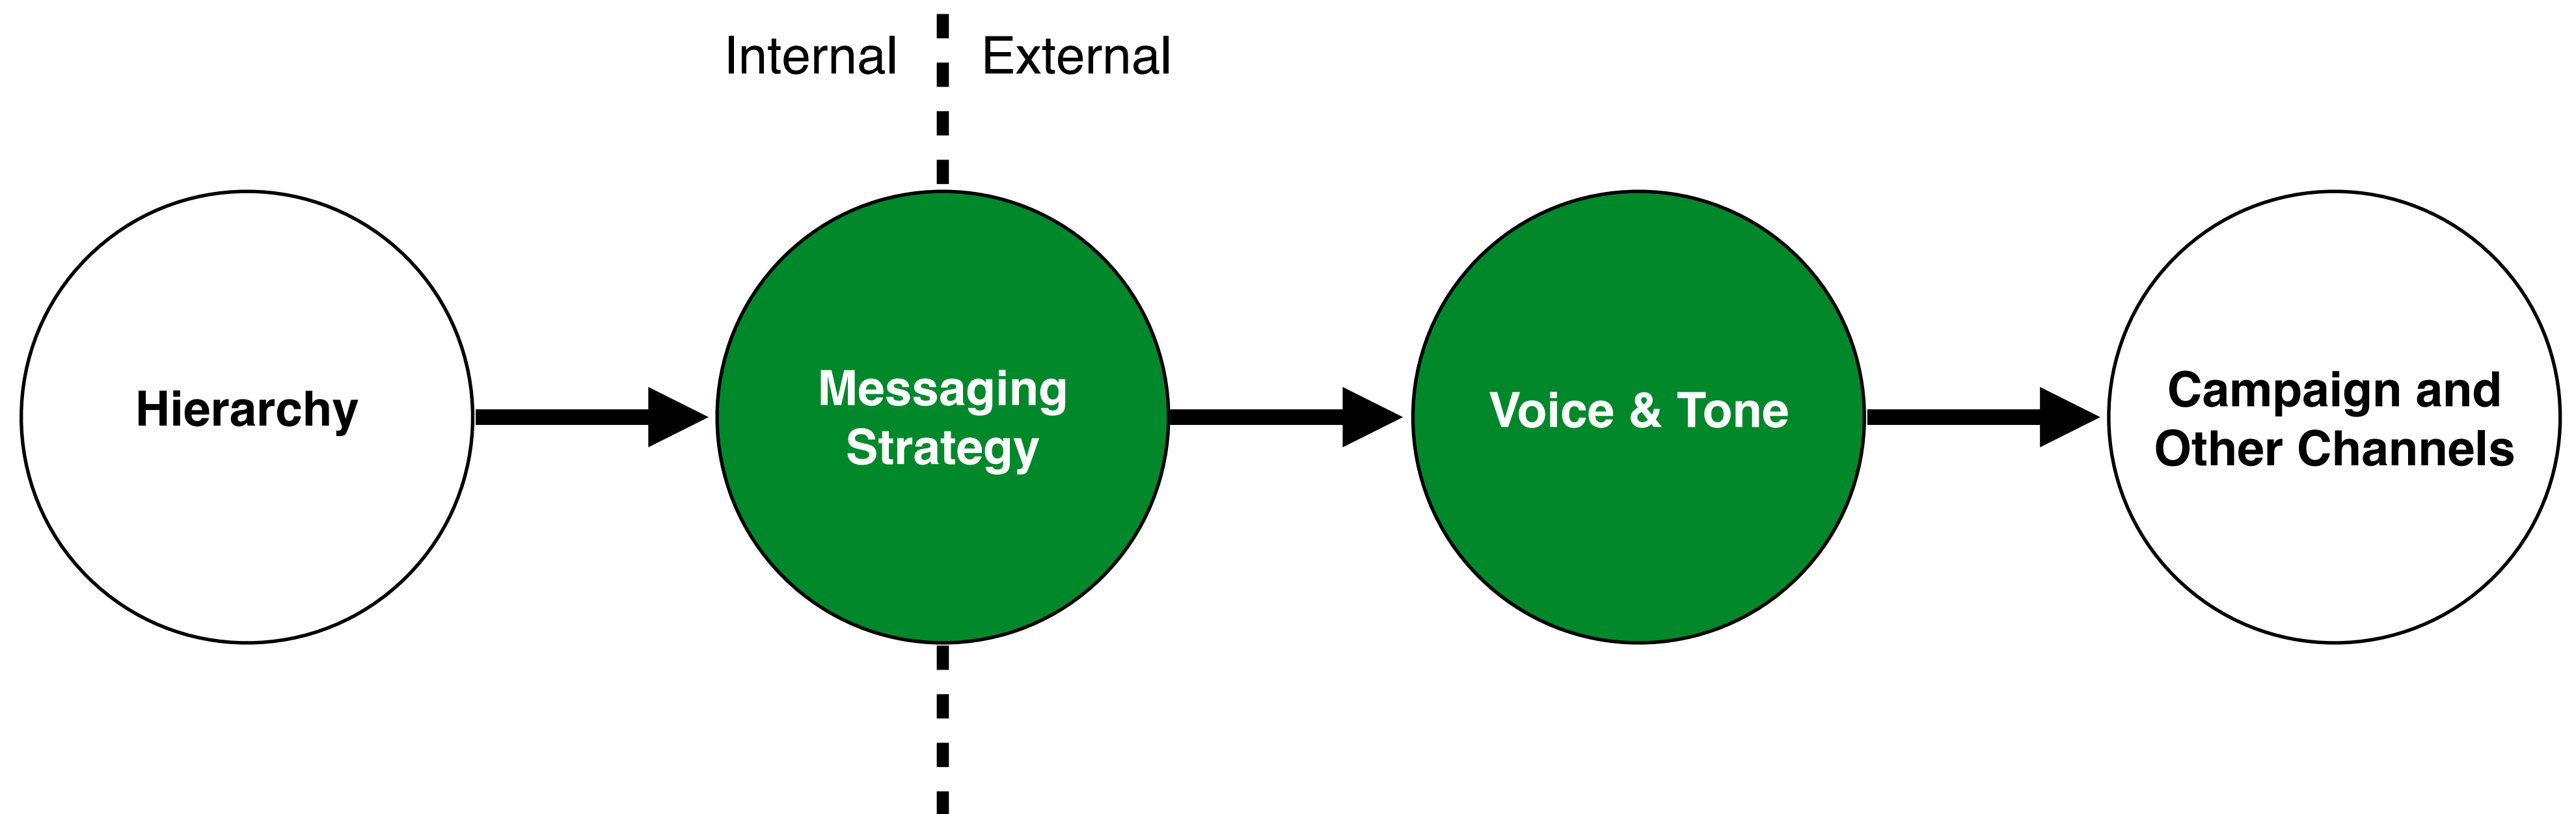 Internal
External
Hierarchy
Messaging
Strategy
Voice & Tone
Campaign and
Other Channels